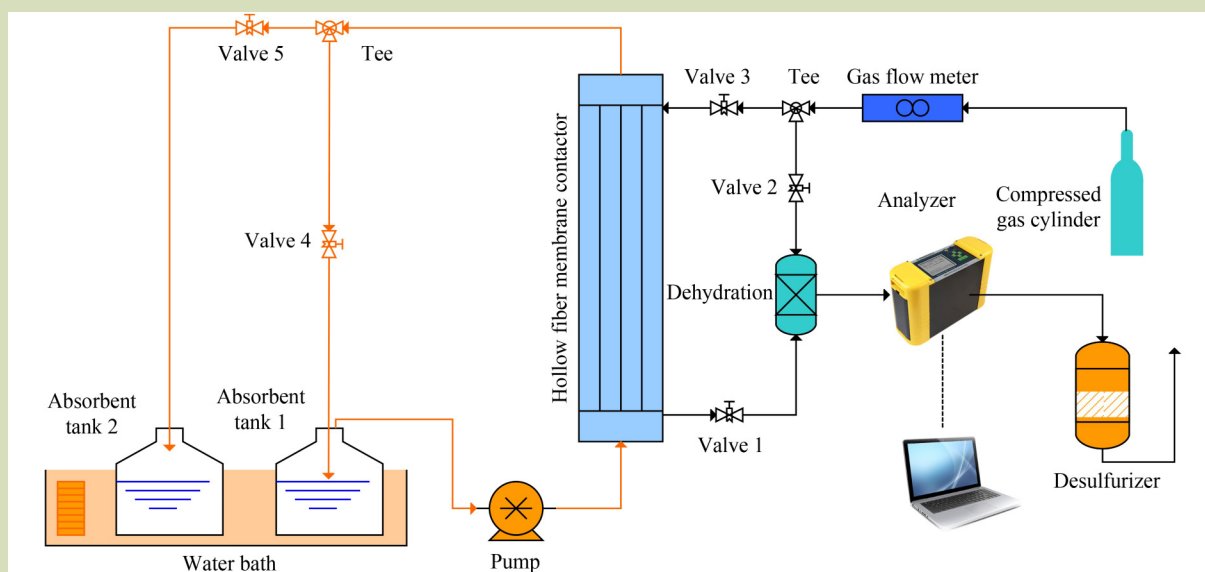 Valve 5
Tee
Valve 3
Tee
Gas flow meter
Hollow fiber membrane contactor
Valve 2
Analyzer
Compressed
gas cylinder
Valve 4
Dehydration
Absorbent
tank 2
Absorbent
tank 1
Valve 1
Desulfurizer
Pump
Water bath